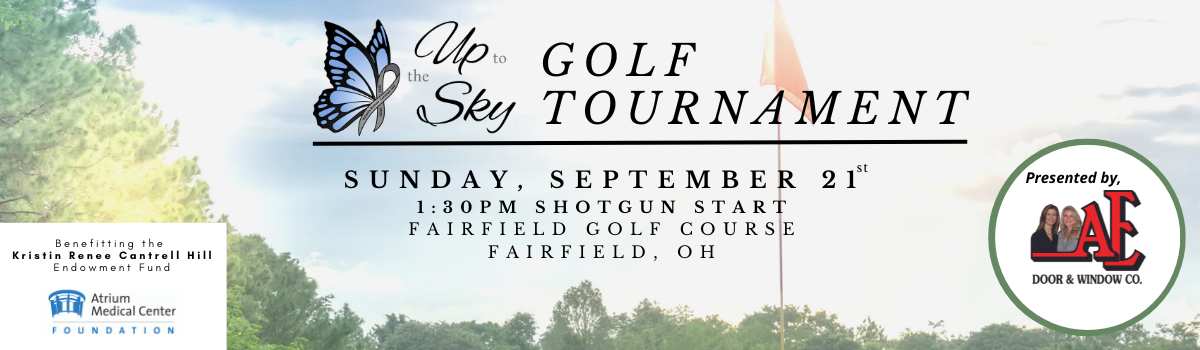 Up to
the
Sky
GOLF
TOURNAMENT
SUNDAY, SEPTEMBER 21st
1:30PM SHOTGUN START
FAIRFIELD GOLF COURSE
FAIRFIELD, OH
Benefitting the
Kristin Renee Cantrell Hill
Endowment Fund
Atrium
Medical Center
FOUNDATION
Presented by,
AE
DOOR & WINDOW CO.